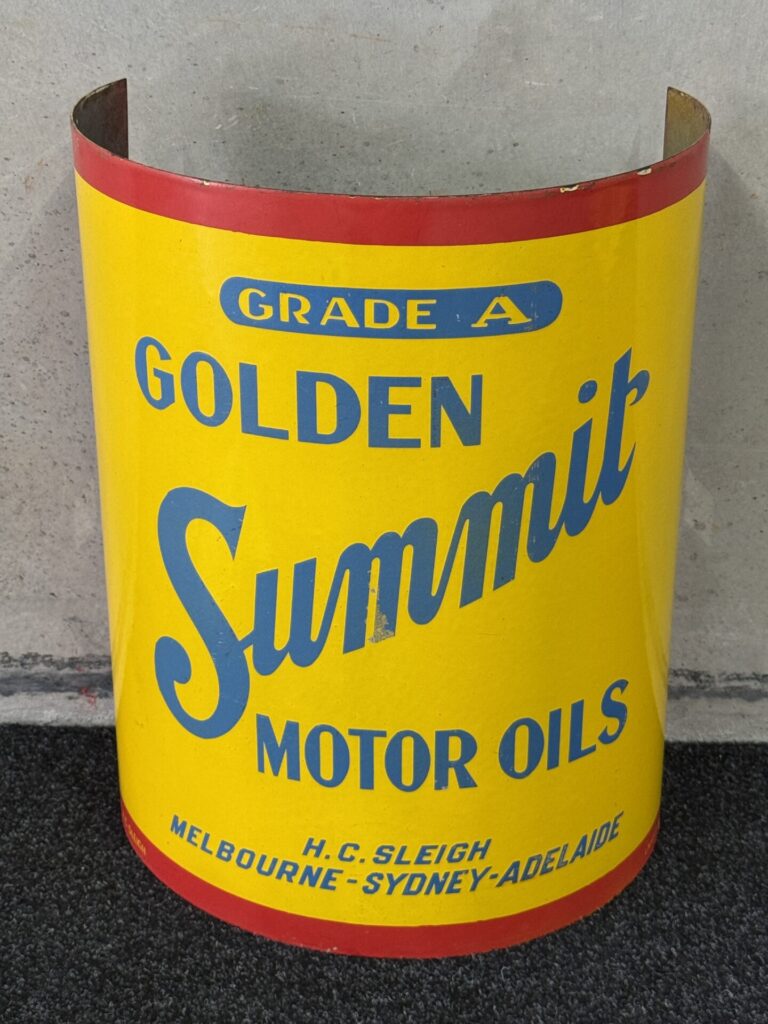 GRADE A
GOLDEN
Summit
MOTOR OILS
H.C. SLEIGH
MELBOURNE-SYDNEY-ADELAIDE